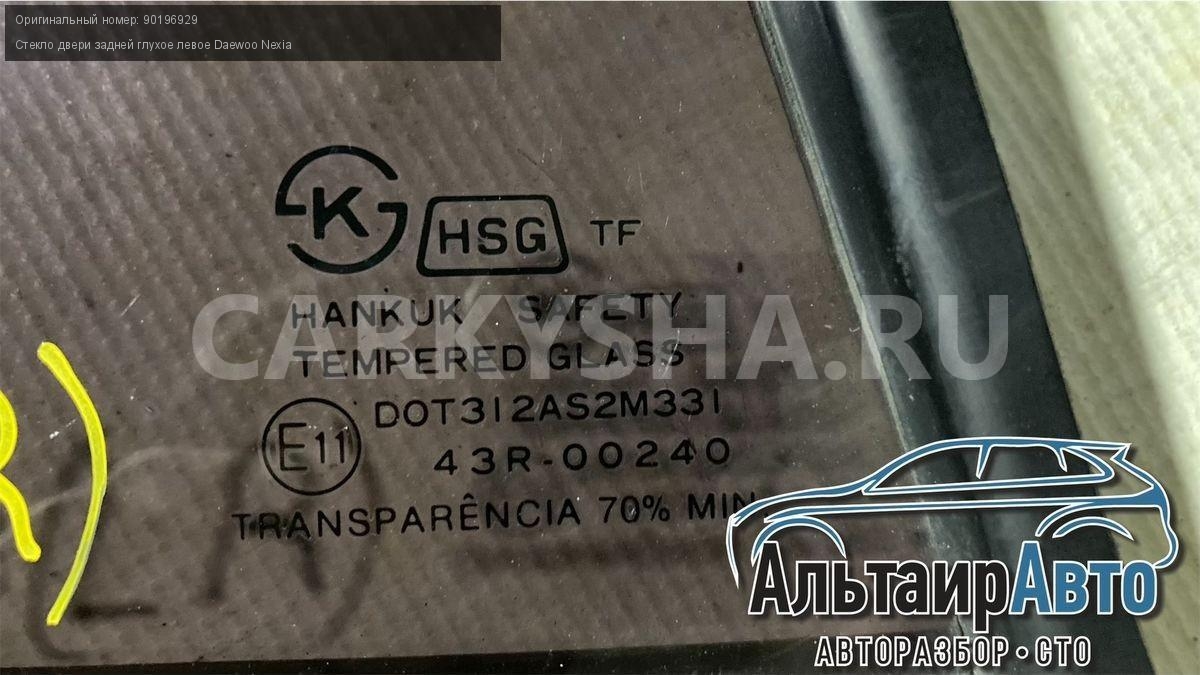 Оригинальный номер: 90196929
Стекло двери задней глухое левое Daewoo Nexia
K
HSG TF
HANKUK SAFETY
TEMPERED GLASS
CARKYSHA.RU
DOT312AS2M331
E11
43R-00240
TRANSPARÊNCIA 70% MIN.
R)
АльтаирАвто
АВТОРАЗБОР • СТО